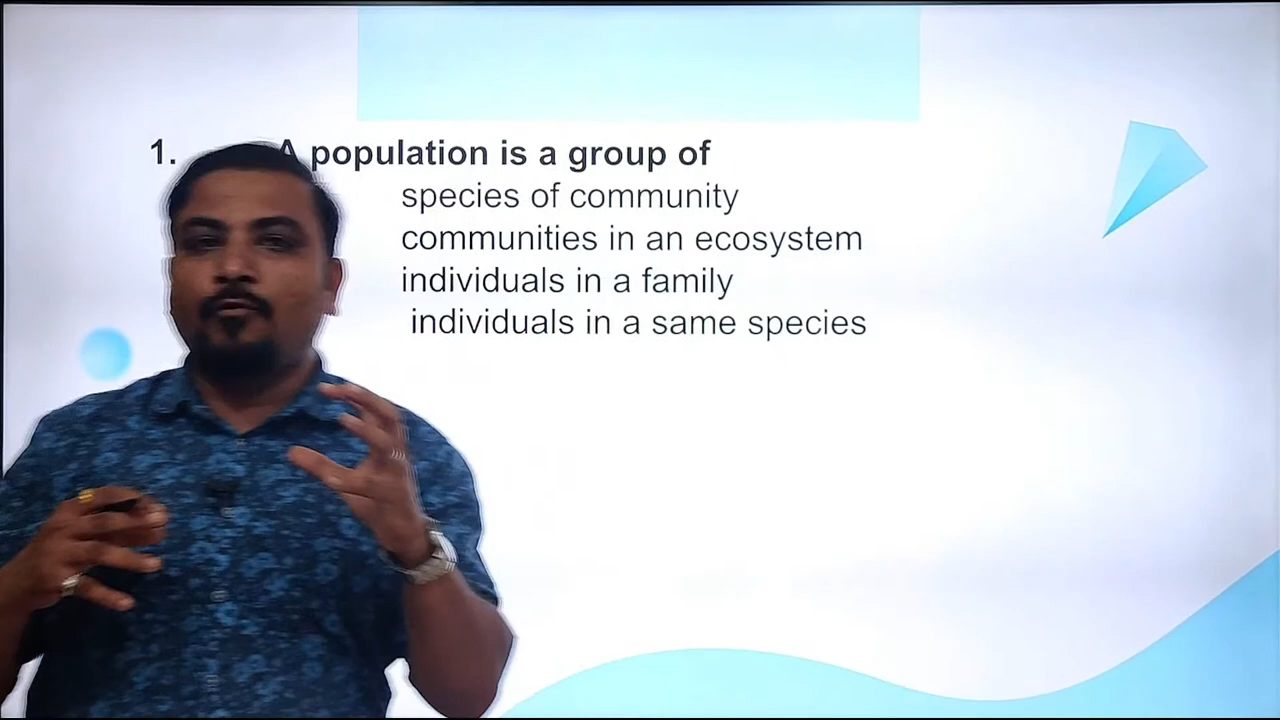 1. A population is a group of
species of community
communities in an ecosystem
individuals in a family
individuals in a same species